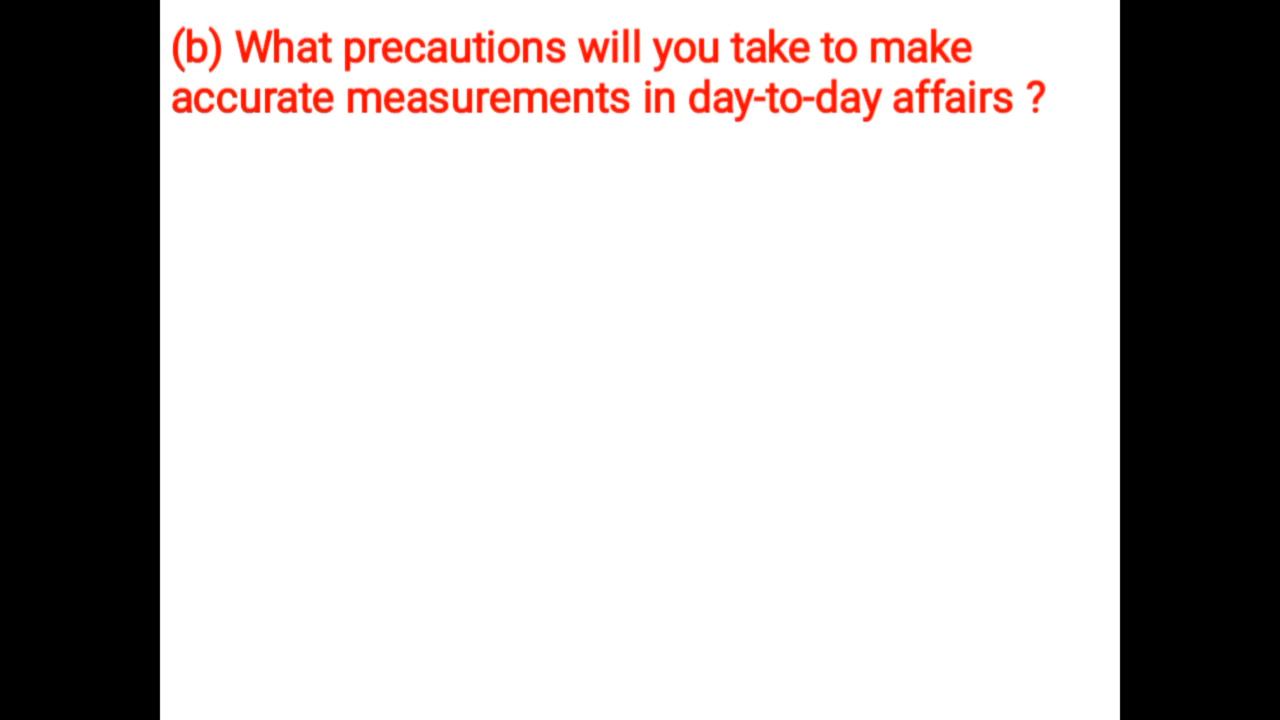 (b) What precautions will you take to make
accurate measurements in day-to-day affairs ?